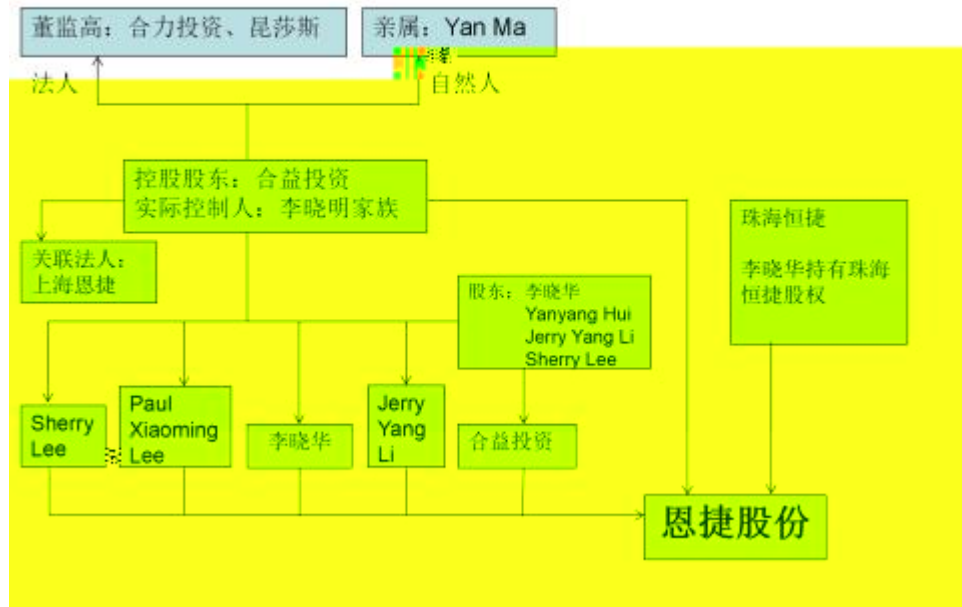 董监高：合力投资、昆莎斯
亲属：Yan Ma
法人
自然人
控股股东：合益投资
实际控制人：李晓明家族
关联法人：
上海恩捷
珠海恒捷
李晓华持有珠海
恒捷股权
股东：李晓华
Yanyang Hui
Jerry Yang Li
Sherry Lee
Sherry
Lee
Paul
Xiaoming
Lee
李晓华
Jerry
Yang
Li
合益投资
恩捷股份